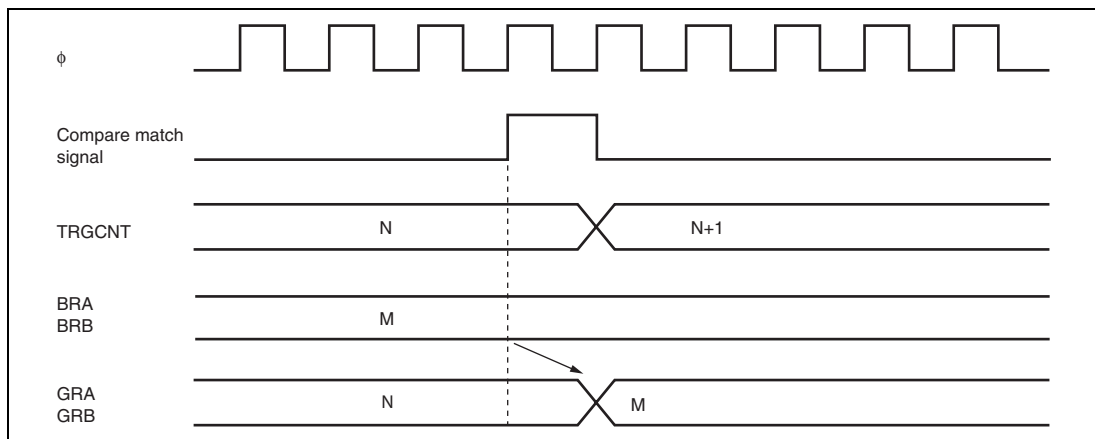 ϕ
Compare match
signal
TRGCNT
N
N+1
BRA
BRB
M
GRA
GRB
N
M